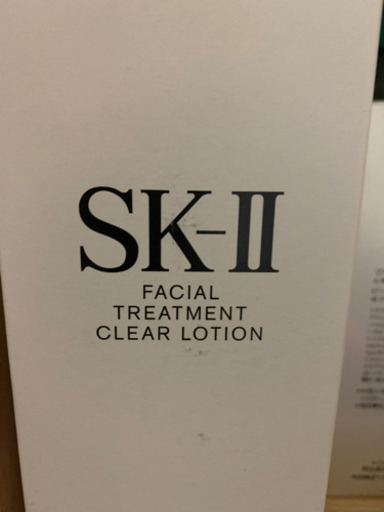 SK-II
FACIAL
TREATMENT
CLEAR LOTION